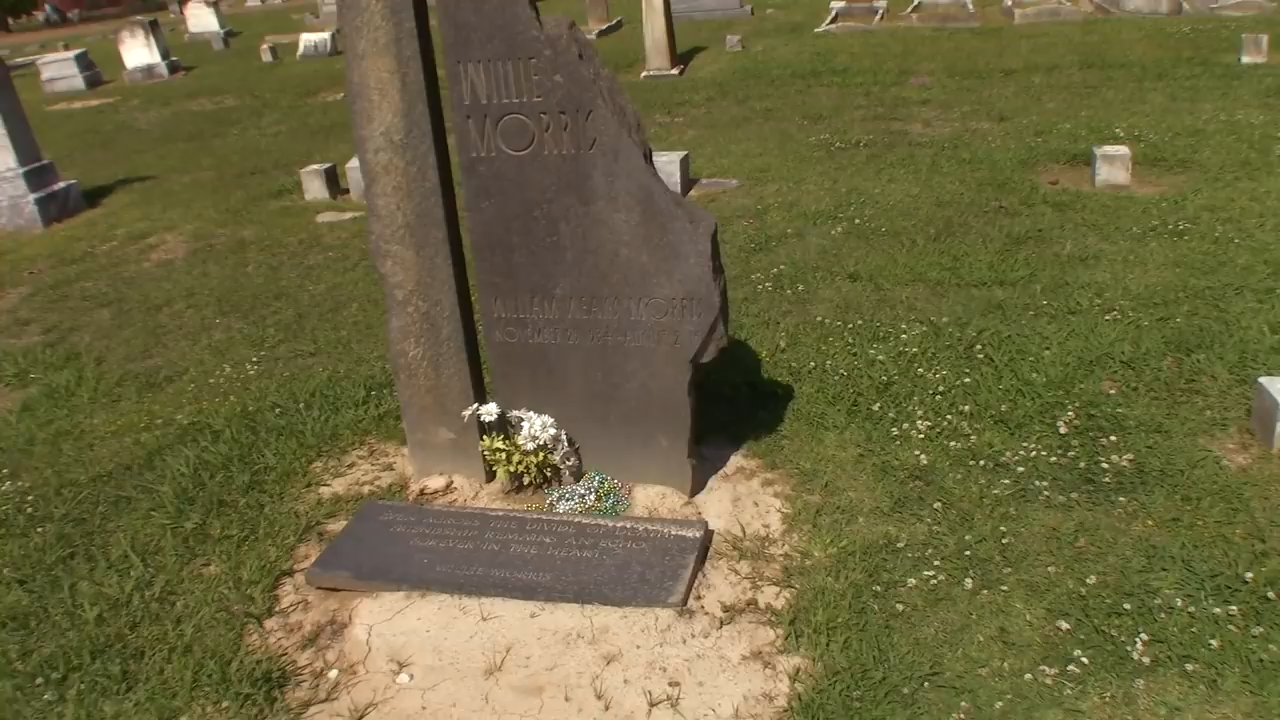 WILLIE
MORRIS
WILLIAM WEAKS MORRIS
NOVEMBER 29 1934 - AUGUST 2
EVEN ACROSS THE DIVIDE OF DEATH
FRIENDSHIP REMAINS AN ECHO
FOREVER IN THE HEART.
WILLIE MORRIS